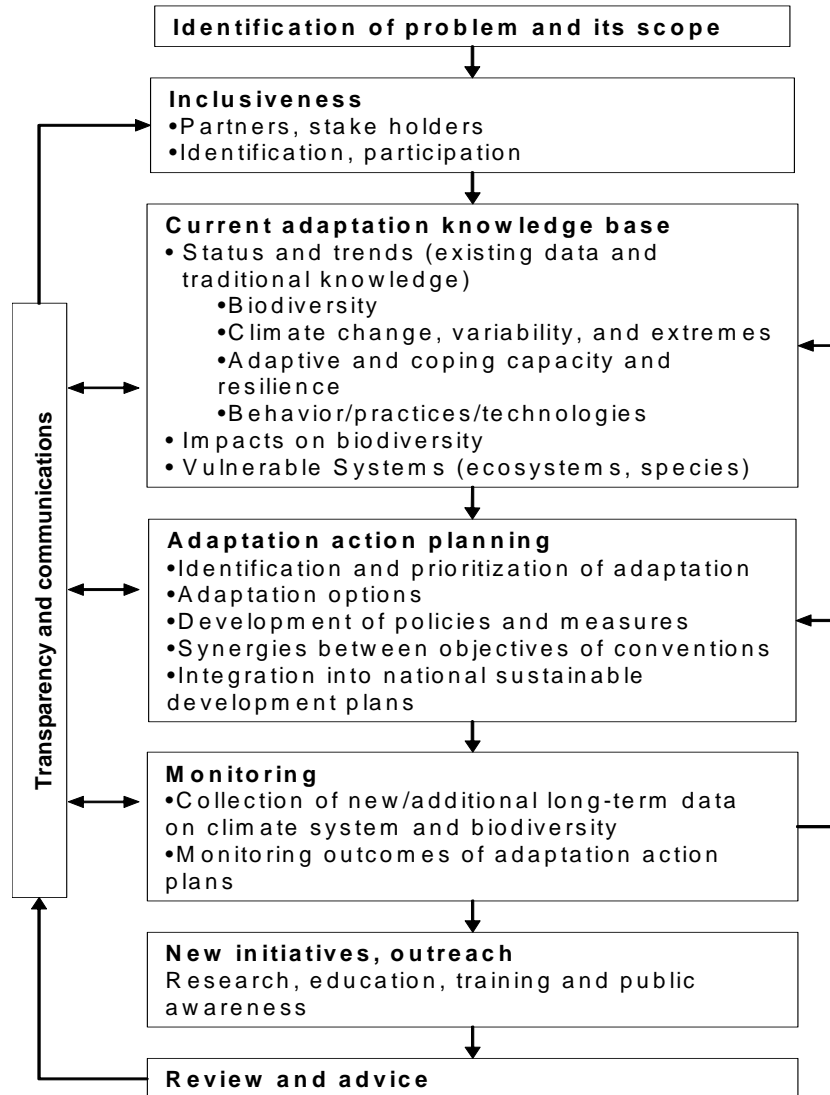 Identification of problem and its scope
Inclusiveness
•Partners, stake holders
•Identification, participation
Current adaptation knowledge base
• Status and trends (existing data and
traditional knowledge)
•Biodiversity
•Climate change, variability, and extremes
•Adaptive and coping capacity and
resilience
•Behavior/practices/technologies
• Impacts on biodiversity
• Vulnerable Systems (ecosystems, species)
Transparency and communications
Adaptation action planning
•Identification and prioritization of adaptation
•Adaptation options
•Development of policies and measures
•Synergies between objectives of conventions
•Integration into national sustainable
development plans
Monitoring
•Collection of new/additional long-term data
on climate system and biodiversity
•Monitoring outcomes of adaptation action
plans
New initiatives, outreach
Research, education, training and public
awareness
Review and advice